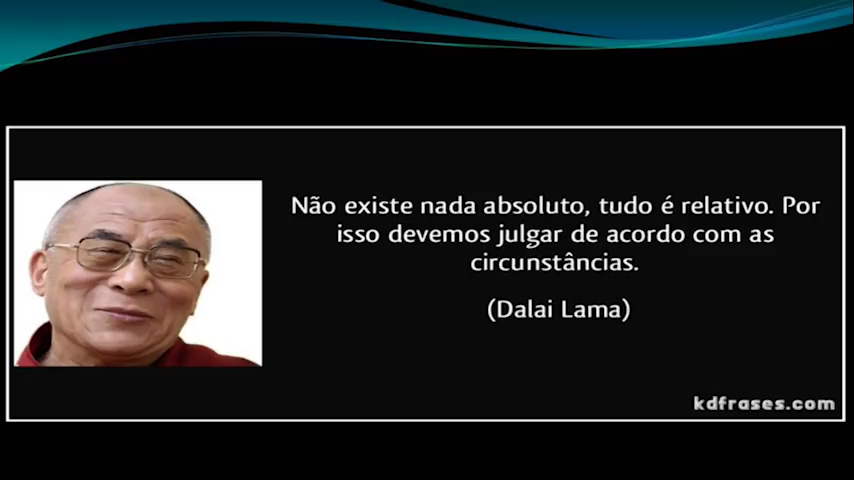 Não existe nada absoluto, tudo é relativo. Por
isso devemos julgar de acordo com as
circunstâncias.
(Dalai Lama)
kdfrases.com